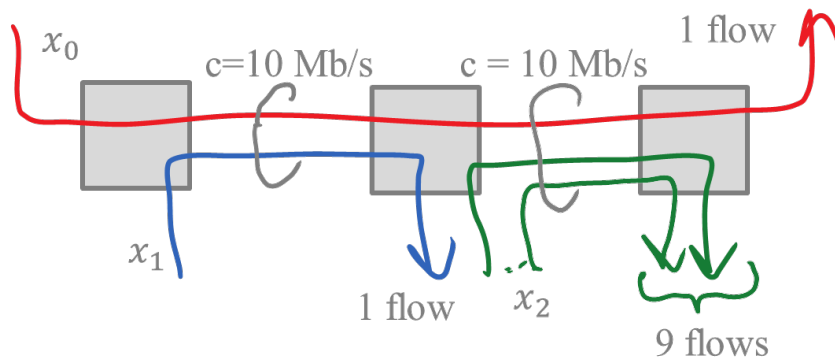 1 flow
x₀
c=10 Mb/s
c = 10 Mb/s
x₁
1 flow
x₂
9 flows